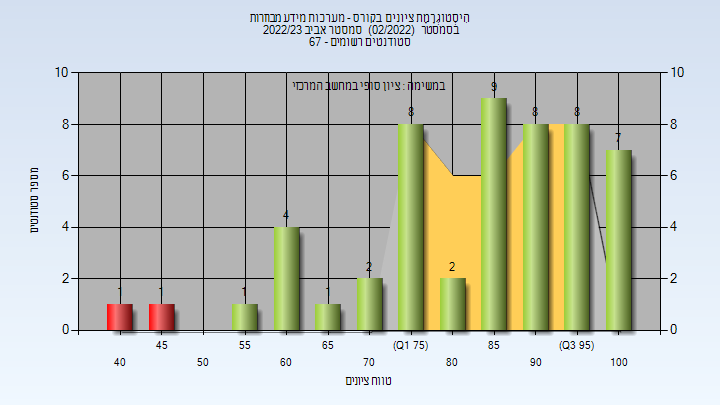 היסטוגרמת ציונים בקורס - מערכות מידע מבוזרות
בסמסטר (02/2022) סמסטר אביב 2022/23
סטודנטים רשומים - 67
במשימה : ציון סופי במחשב המרכזי
מספר סטודנטים
10 10
8 8
6 6
4 4
2 2
0 0
1 1 1 4 1 2 8 2 9 8 8 7
45 55 65 (Q1 75) 85 (Q3 95)
40 50 60 70 80 90 100
טווח ציונים